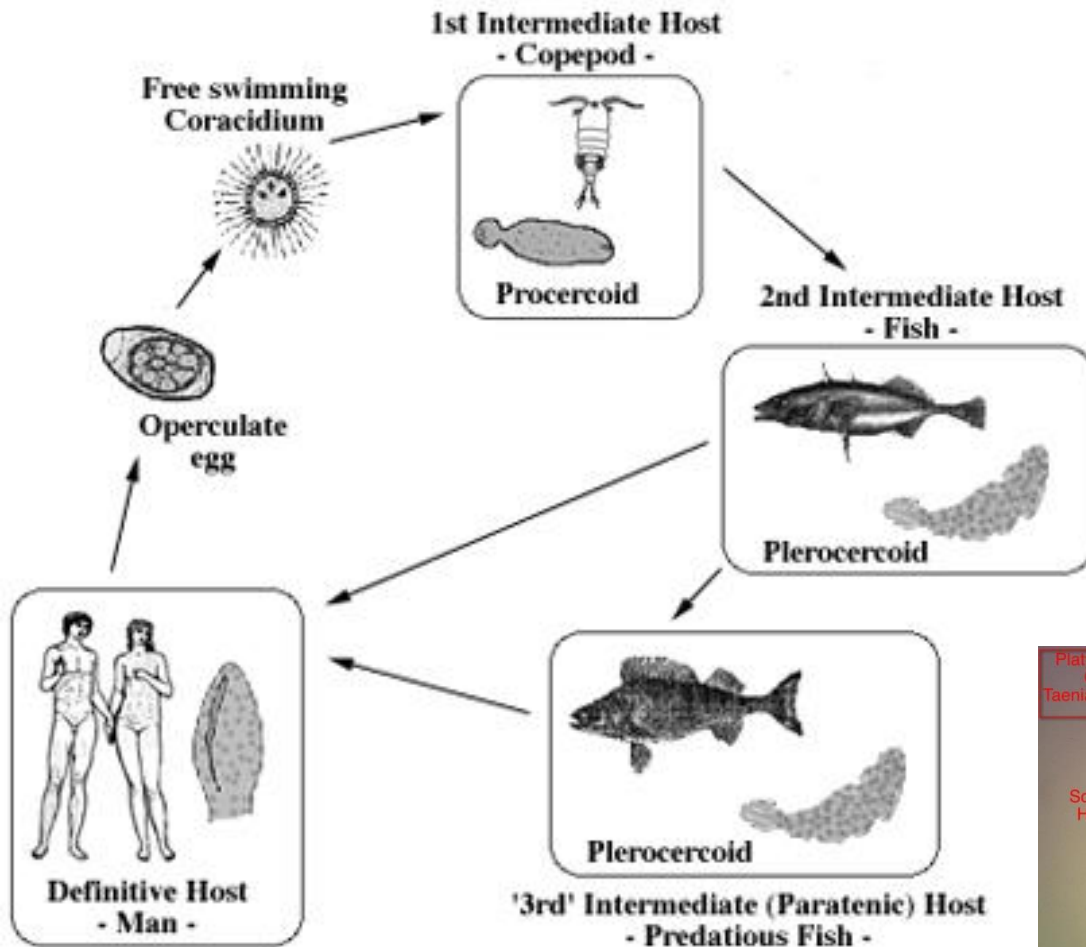 1st Intermediate Host
- Copepod -
Free swimming
Coracidium
Procercoid
2nd Intermediate Host
- Fish -
Operculate
egg
Plerocercoid
Plerocercoid
Definitive Host
- Man -
'3rd' Intermediate (Paratenic) Host
- Predatious Fish -